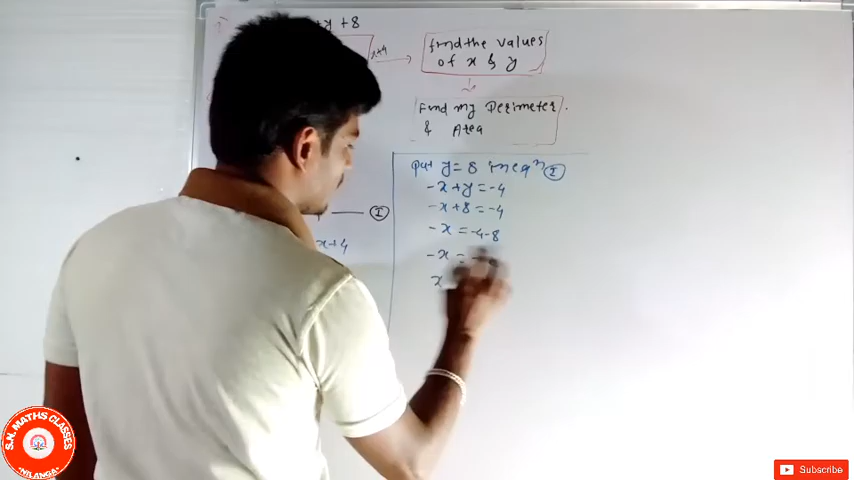 +y +8
x+4
find the values
of x & y
Find my Perimeter.
& Area
Put y = 8 in eqⁿ I
-x+y=-4
-x+8=-4
-x=-4-8
-x=
x
I
x+4
S.N. MATHS CLASSES
NILANGA
Subscribe